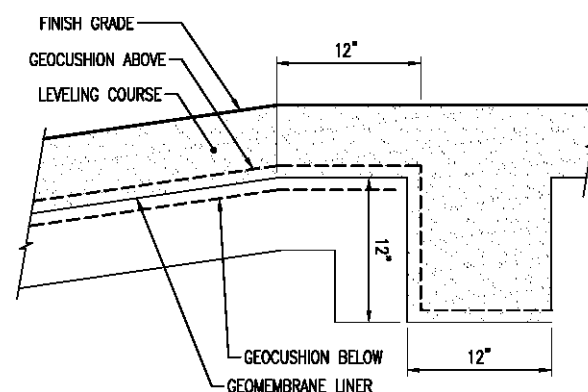 FINISH GRADE
GEOCUSHION ABOVE
LEVELING COURSE
12"
12"
12"
GEOCUSHION BELOW
GEOMEMBRANE LINER